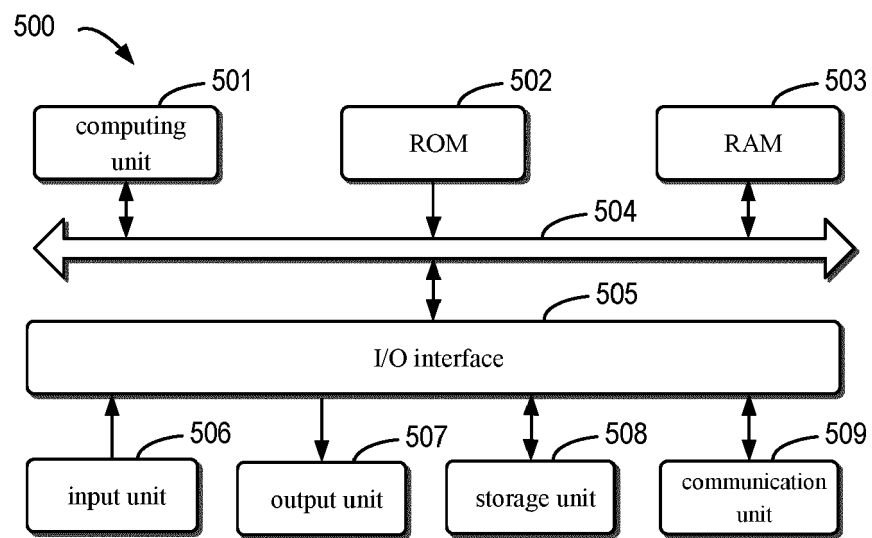 500
501
502
503
computing
unit
ROM
RAM
504
505
I/O interface
506
507
508
509
input unit
output unit
storage unit
communication
unit